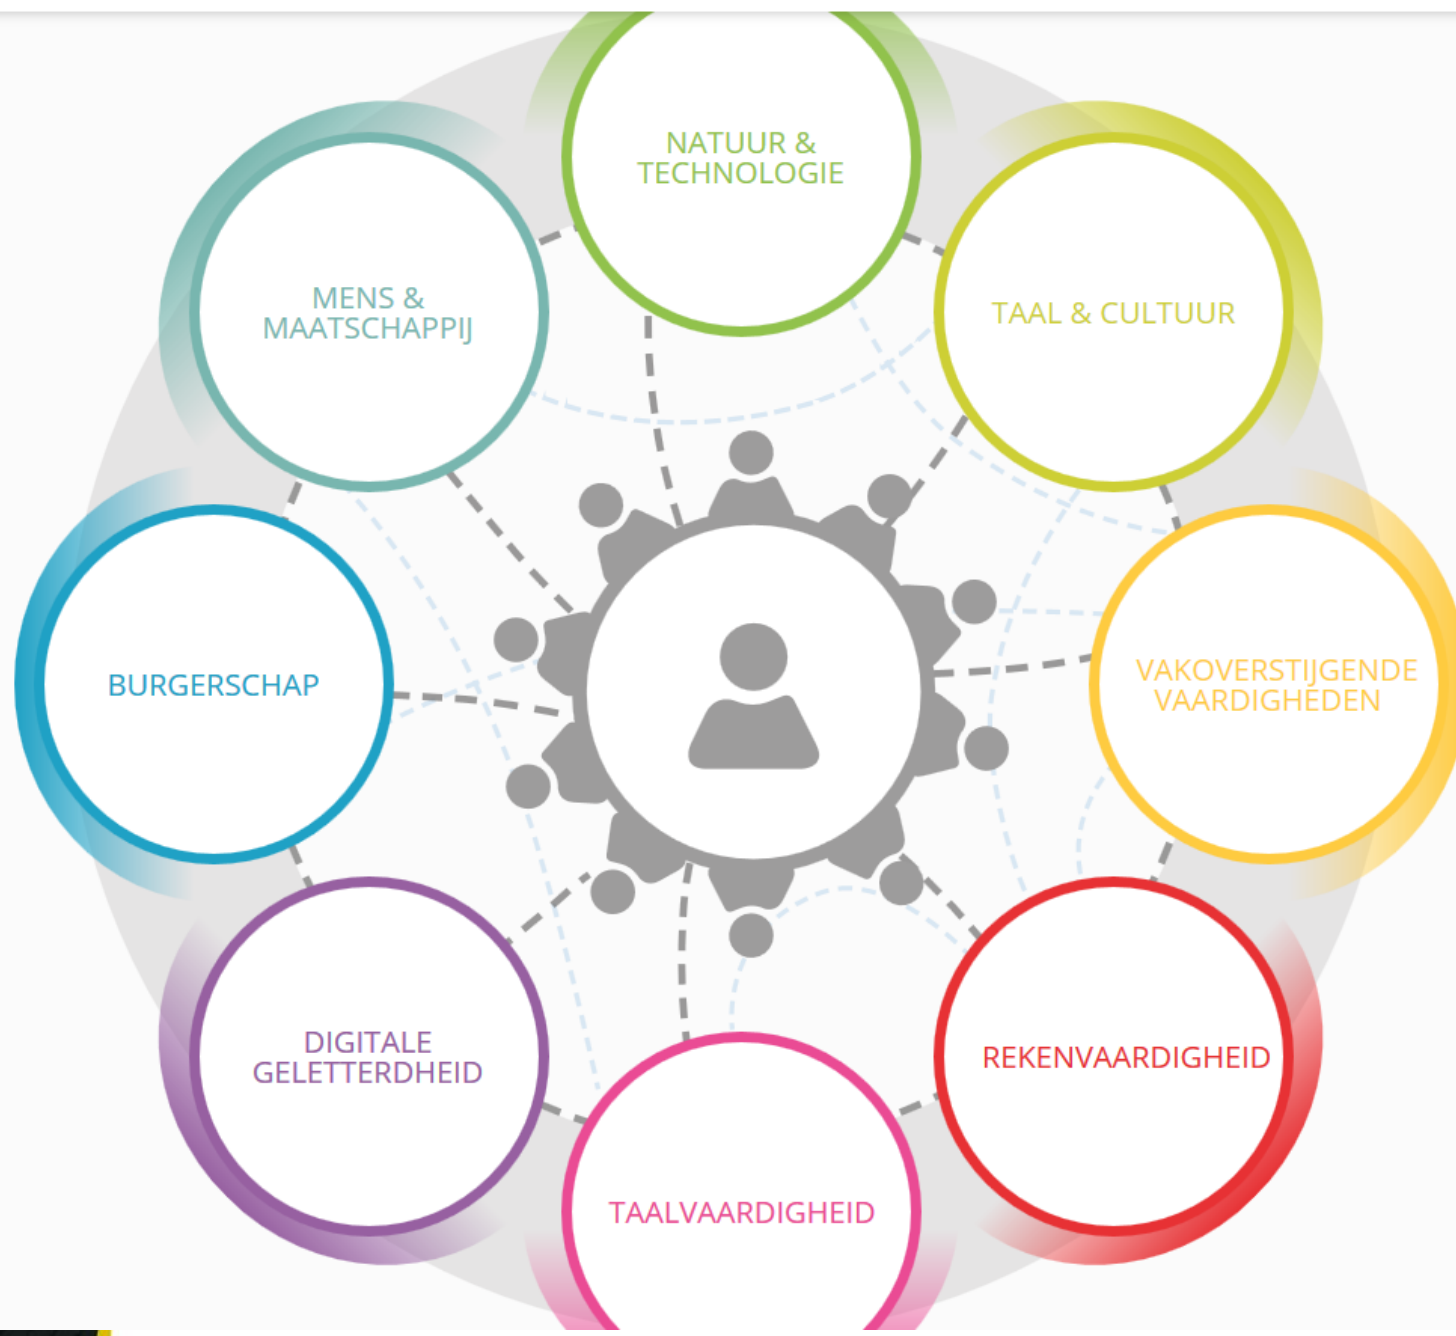 NATUUR &
TECHNOLOGIE
MENS &
MAATSCHAPPIJ
TAAL & CULTUUR
BURGERSCHAP
VAKOVERSTIJGENDE
VAARDIGHEDEN
DIGITALE
GELETTERDHEID
REKENVAARDIGHEID
TAALVAARDIGHEID